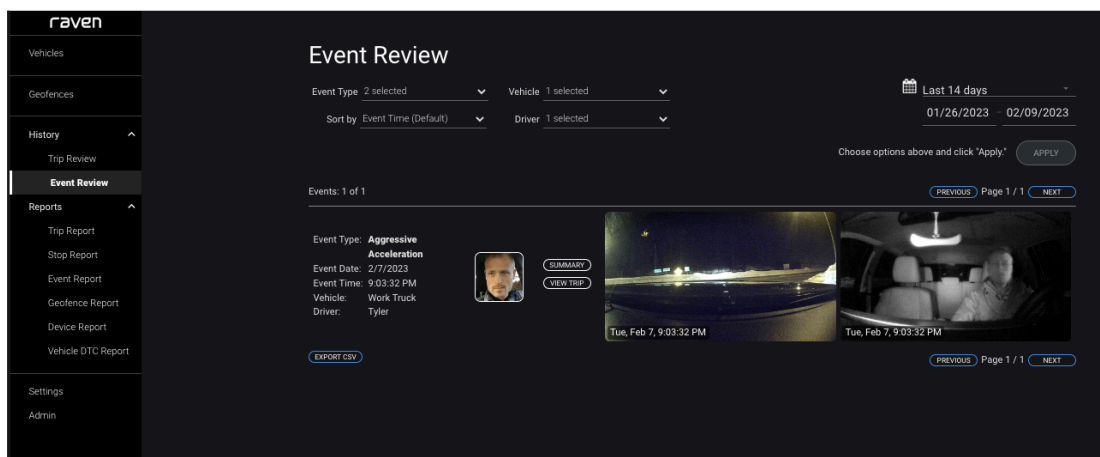 raven
Vehicles
Geofences
History
Trip Review
Event Review
Reports
Trip Report
Stop Report
Event Report
Geofence Report
Device Report
Vehicle DTC Report
Settings
Admin
Event Review
Event Type 2 selected Vehicle 1 selected
Sort by Event Time (Default) Driver 1 selected
Last 14 days
01/26/2023 - 02/09/2023
Choose options above and click "Apply." APPLY
Events: 1 of 1
PREVIOUS Page 1 / 1 NEXT
Event Type: Aggressive
Acceleration
Event Date: 2/7/2023
Event Time: 9:03:32 PM
Vehicle: Work Truck
Driver: Tyler
SUMMARY
VIEW TRIP
Tue, Feb 7, 9:03:32 PM
Tue, Feb 7, 9:03:32 PM
EXPORT CSV
PREVIOUS Page 1 / 1 NEXT